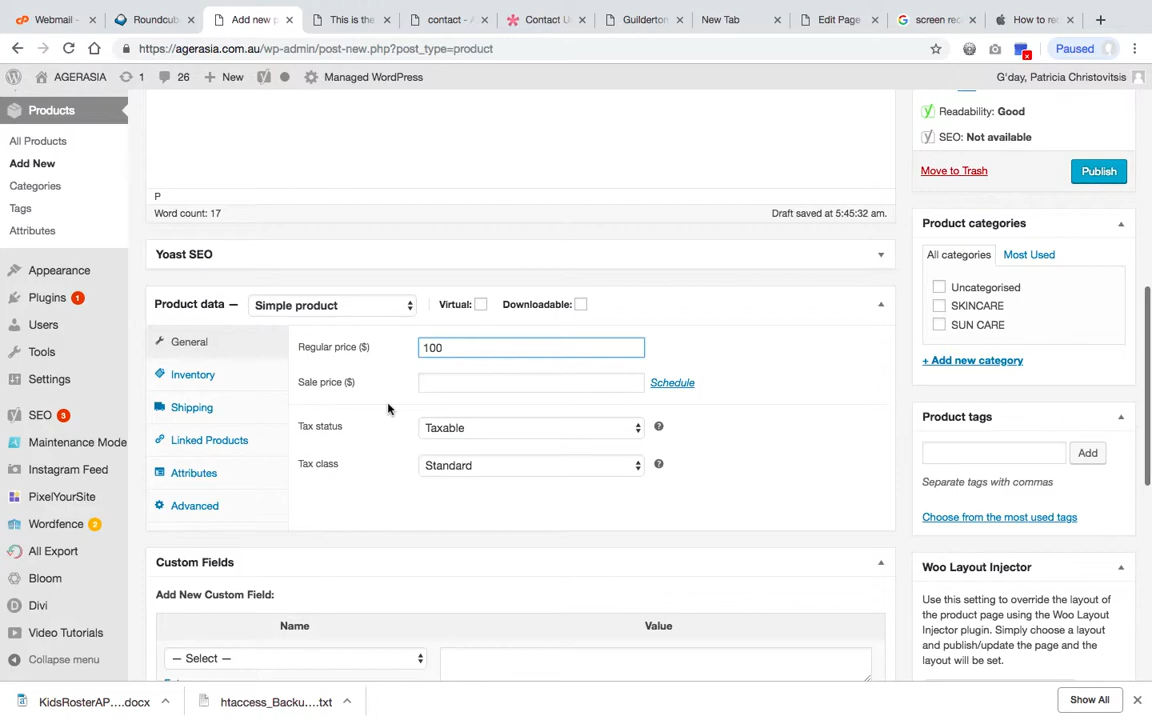 Webmail -
Roundcub
Add new p
This is the
contact - A
Contact U
Guilderton
New Tab
Edit Page
screen rec
How to re
https://agerasia.com.au/wp-admin/post-new.php?post_type=product
Paused
AGERASIA
1
26
New
Managed WordPress
G'day, Patricia Christovitsis
Products
All Products
Add New
Categories
Tags
Attributes
Appearance
Plugins 1
Users
Tools
Settings
SEO 3
Maintenance Mode
Instagram Feed
PixelYourSite
Wordfence 2
All Export
Bloom
Divi
Video Tutorials
Collapse menu
P
Word count: 17
Draft saved at 5:45:32 am.
Yoast SEO
Product data — Simple product
Virtual:
Downloadable:
General
Inventory
Shipping
Linked Products
Attributes
Advanced
Regular price ($) 100
Sale price ($)
Schedule
Tax status Taxable
Tax class Standard
Custom Fields
Add New Custom Field:
Name
Value
— Select —
Readability: Good
SEO: Not available
Move to Trash
Publish
Product categories
All categories
Most Used
Uncategorised
SKINCARE
SUN CARE
+ Add new category
Product tags
Add
Separate tags with commas
Choose from the most used tags
Woo Layout Injector
Use this setting to override the layout of
the product page using the Woo Layout
Injector plugin. Simply choose a layout
and publish/update the page and the
layout will be set.
KidsRosterAP....docx
htaccess_Backu....txt
Show All